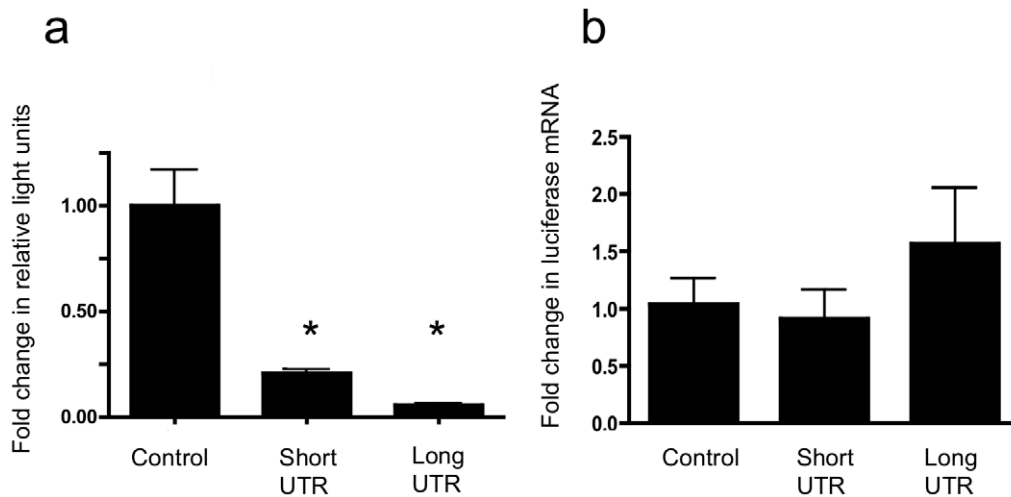 a
Fold change in relative light units
1.00
0.50
0.00
*
*
Control
Short
UTR
Long
UTR
b
Fold change in luciferase mRNA
2.5
2.0
1.5
1.0
0.5
0.0
Control
Short
UTR
Long
UTR